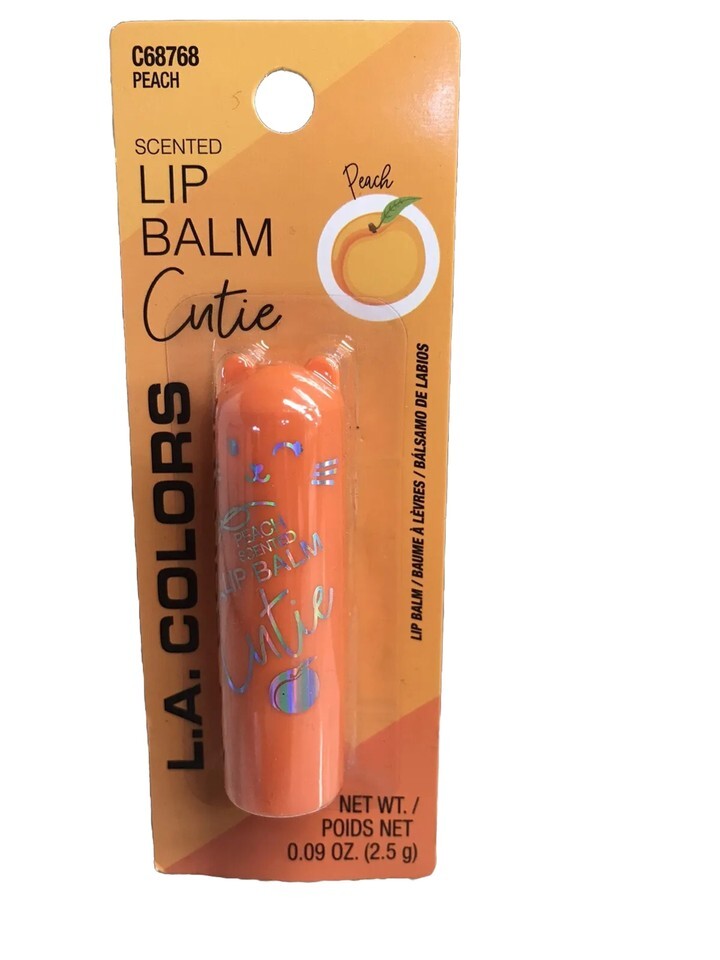 C68768
PEACH
SCENTED
LIP
BALM
Cutie
Peach
L.A. COLORS
PEACH
SCENTED
LIP BALM
Cutie
LIP BALM / BAUME À LÈVRES / BÁLSAMO DE LABIOS
NET WT. /
POIDS NET
0.09 OZ. (2.5 g)